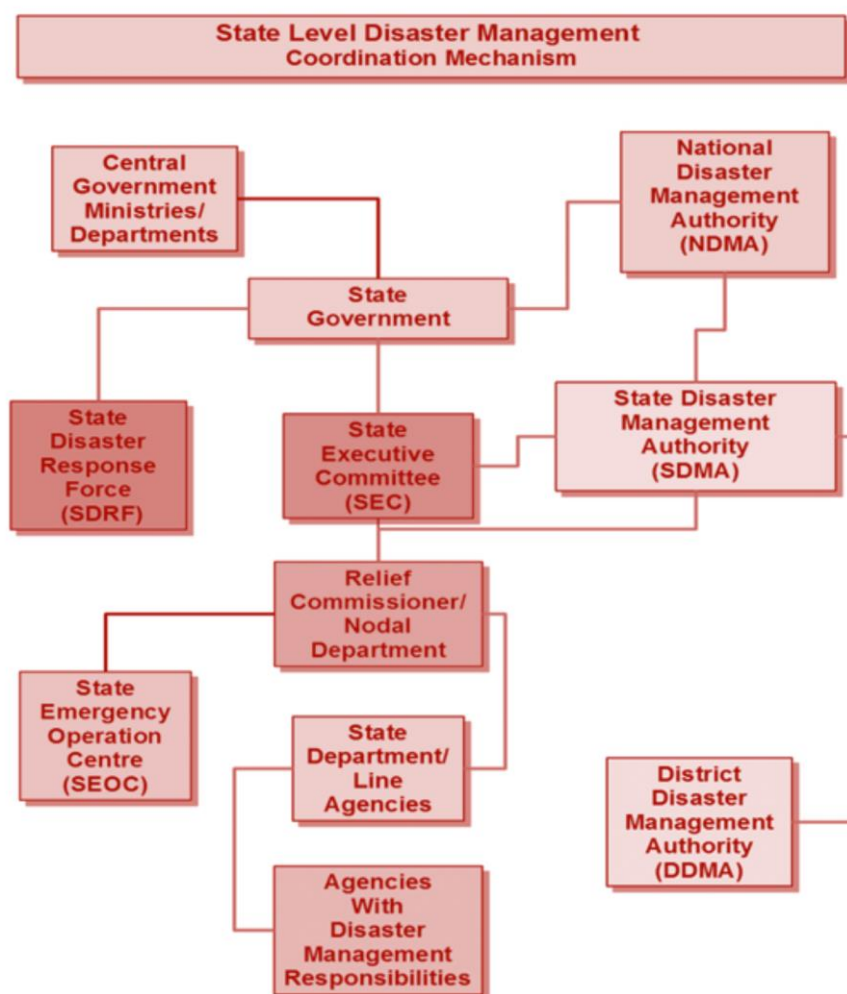 State Level Disaster Management
Coordination Mechanism
Central
Government
Ministries/
Departments
National
Disaster
Management
Authority
(NDMA)
State
Government
State
Disaster
Response
Force
(SDRF)
State
Executive
Committee
(SEC)
State Disaster
Management
Authority
(SDMA)
Relief
Commissioner/
Nodal
Department
State
Emergency
Operation
Centre
(SEOC)
State
Department/
Line
Agencies
District
Disaster
Management
Authority
(DDMA)
Agencies
With
Disaster
Management
Responsibilities